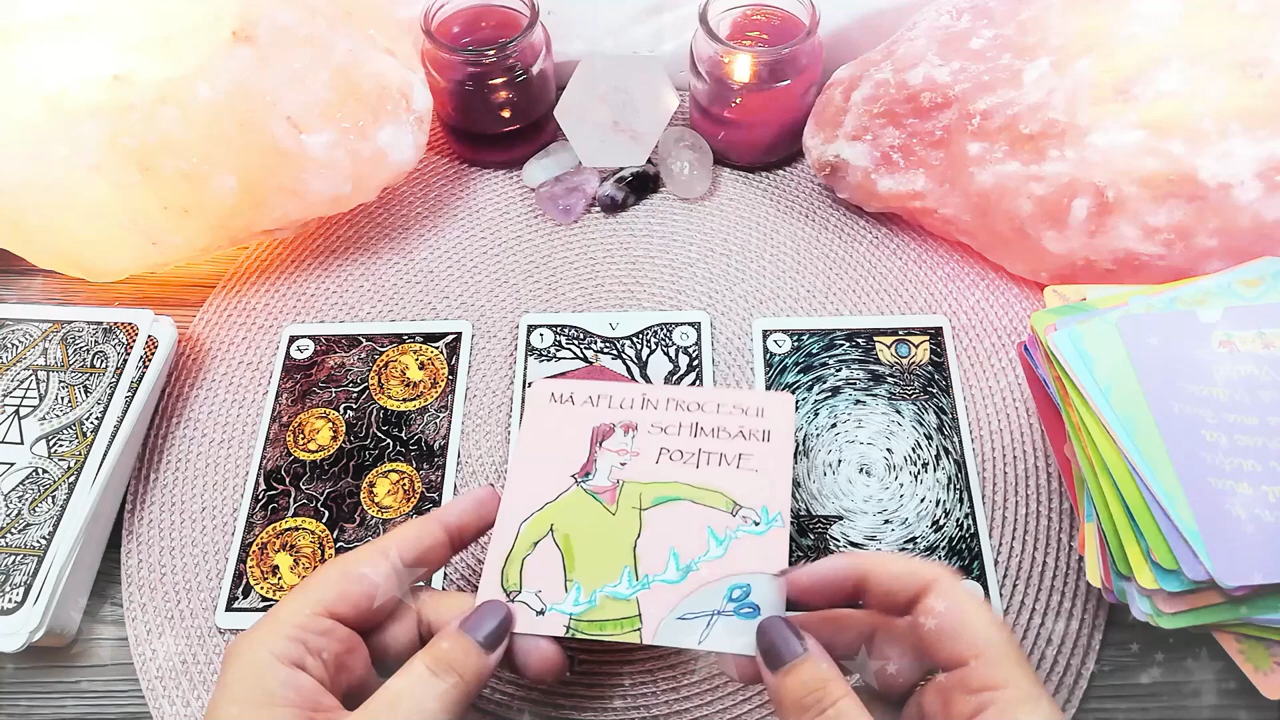 V
MĂ AFLU ÎN PROCESUL
SCHIMBĂRII
POZITIVE.